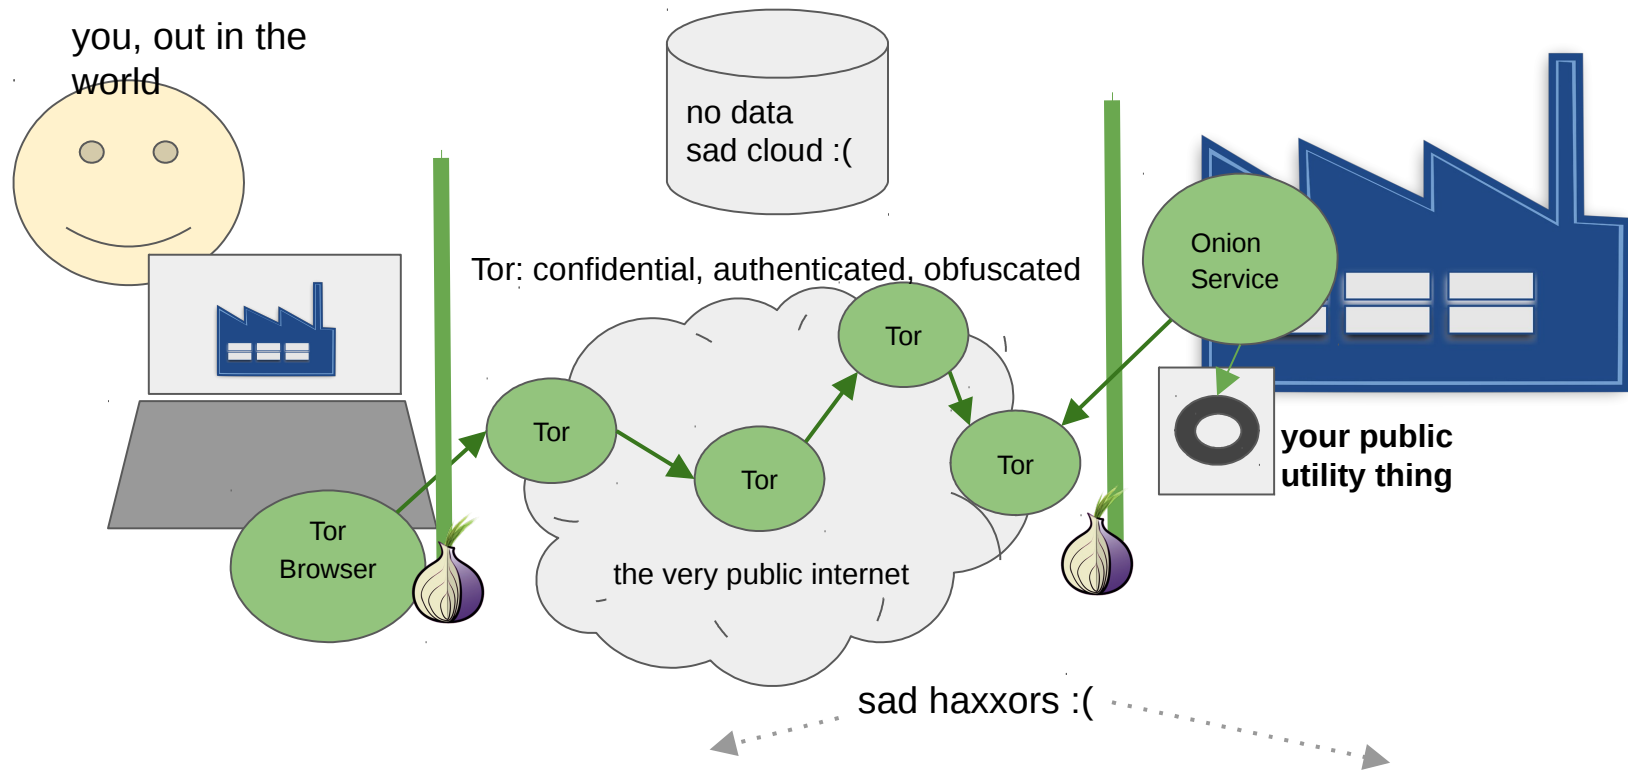 you, out in the
world
no data
sad cloud :(
Tor: confidential, authenticated, obfuscated
Onion
Service
Tor
Tor
Tor
Tor
your public
utility thing
Tor
Browser
the very public internet
sad haxxors :(